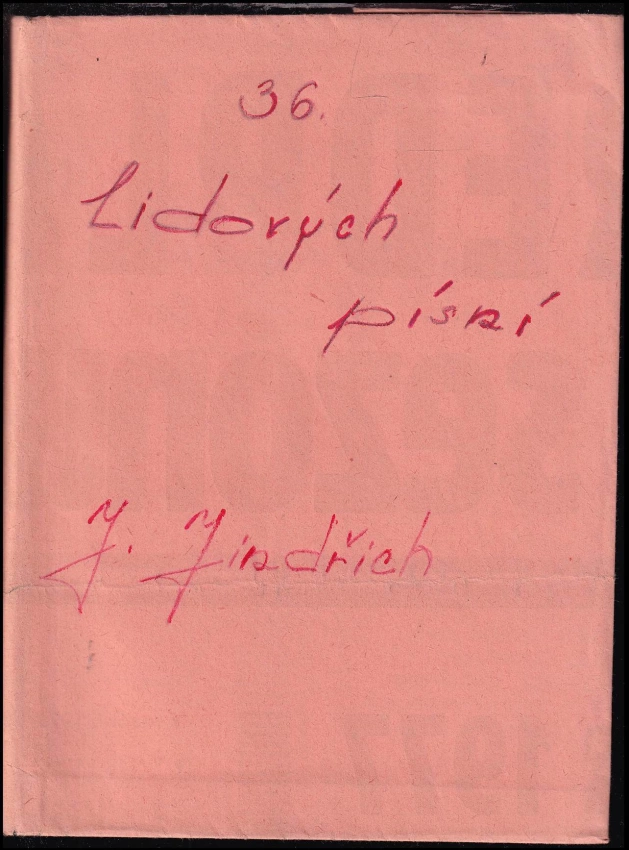 36.
Lidových
písní
J. Jindřich